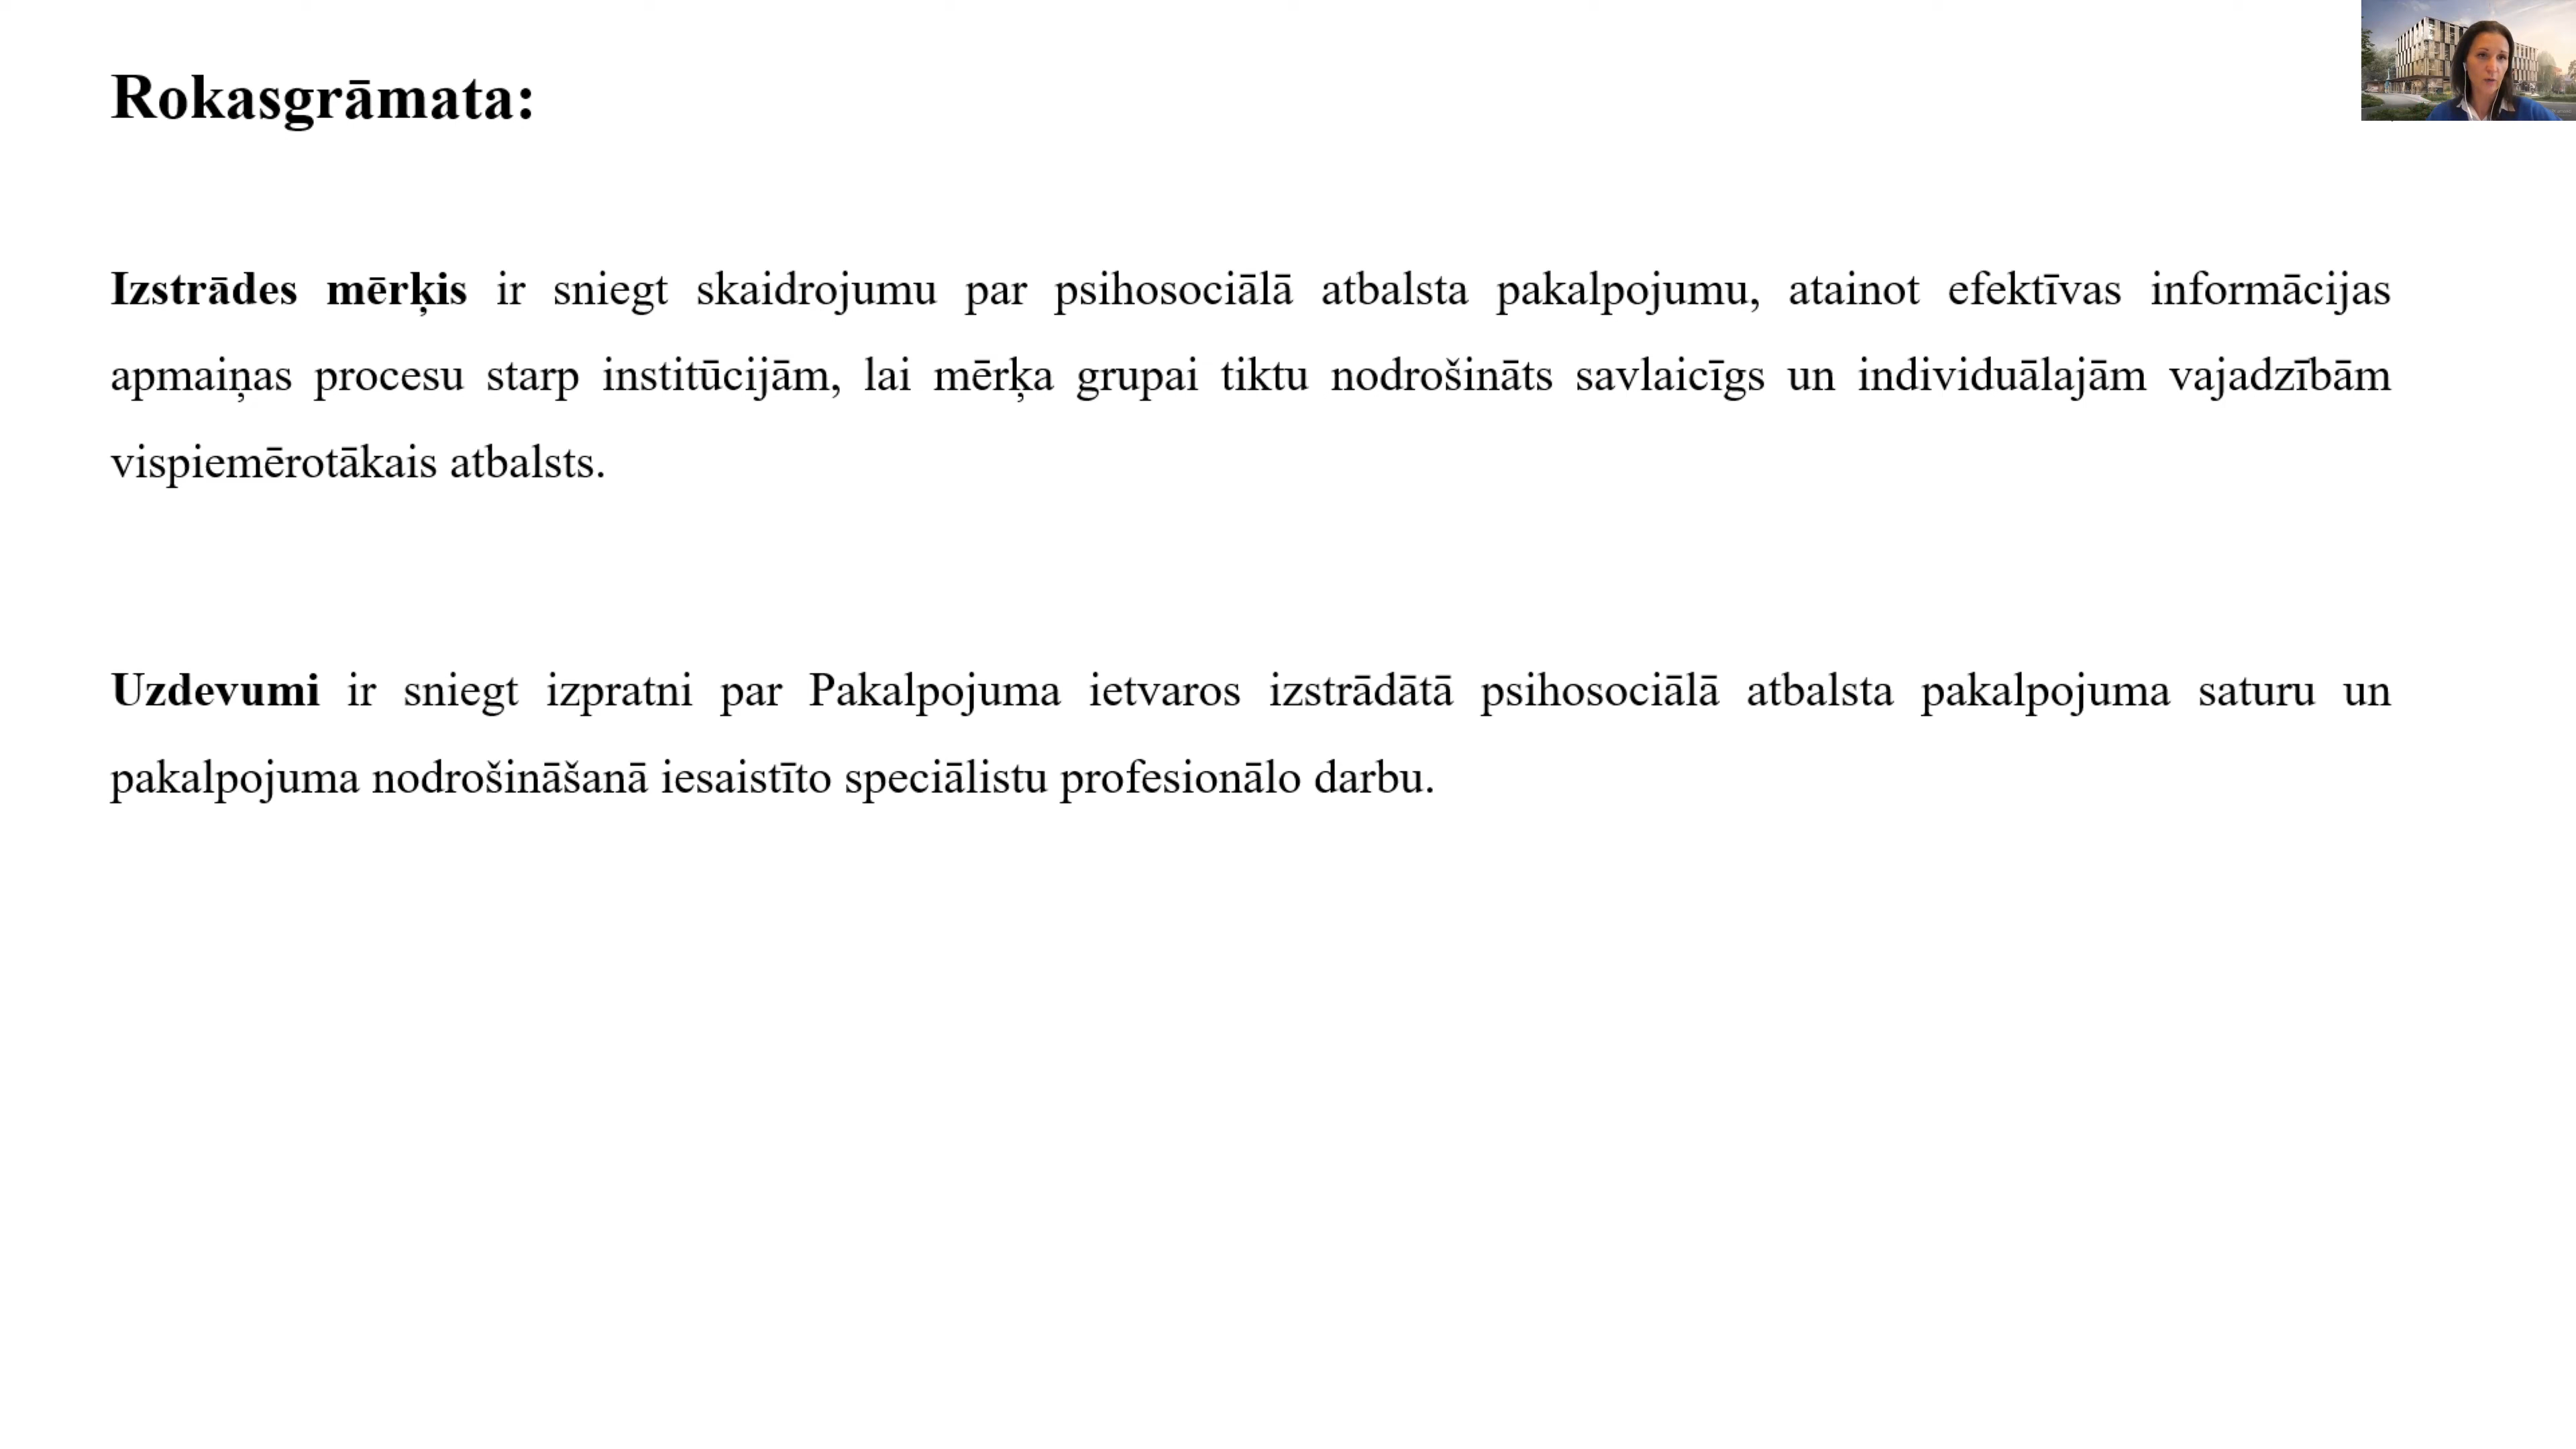 Rokasgrāmata:
Izstrādes mērķis ir sniegt skaidrojumu par psihosociālā atbalsta pakalpojumu, atainot efektīvas informācijas
apmaiņas procesu starp institūcijām, lai mērķa grupai tiktu nodrošināts savlaicīgs un individuālajām vajadzībām
vispiemērotākais atbalsts.
Uzdevumi ir sniegt izpratni par Pakalpojuma ietvaros izstrādātā psihosociālā atbalsta pakalpojuma saturu un
pakalpojuma nodrošināšanā iesaistīto speciālistu profesionālo darbu.